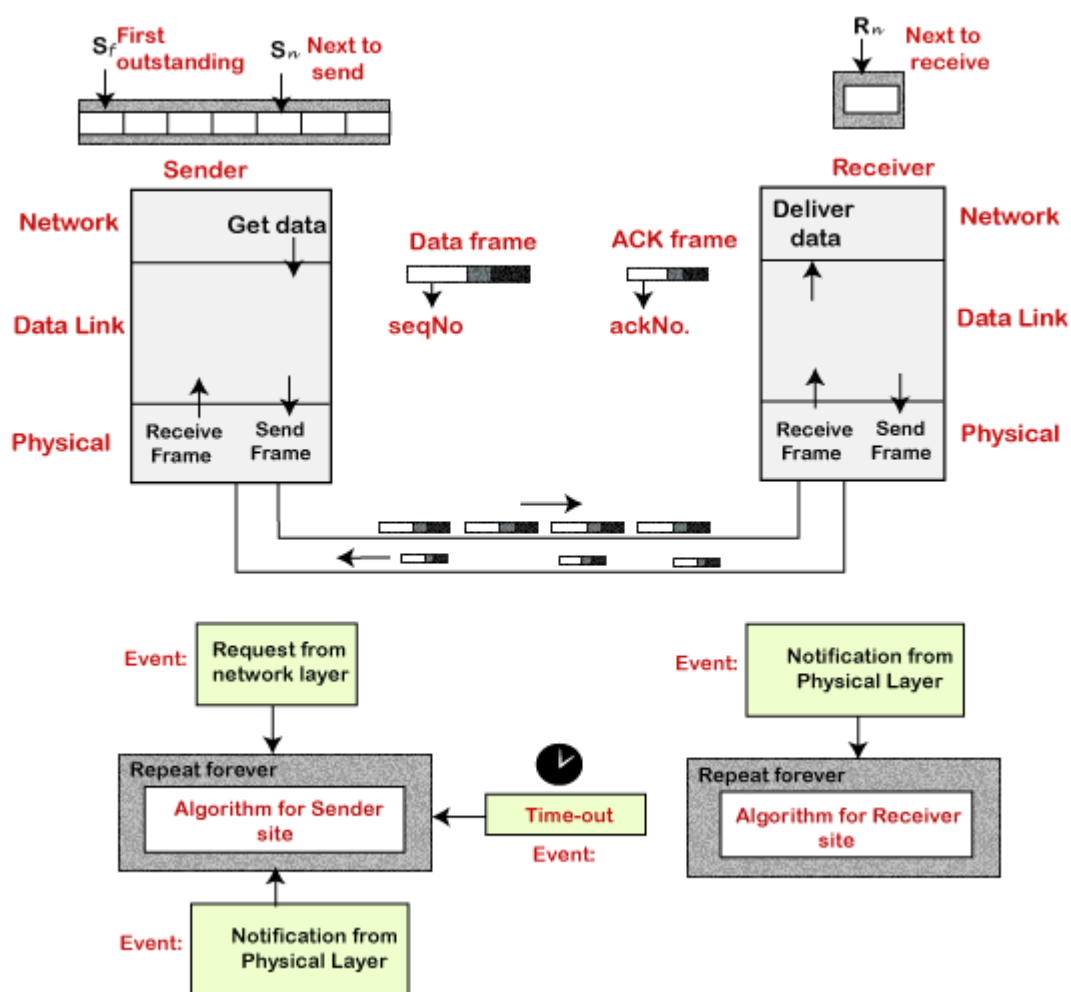 Sf First
outstanding
Sn Next to
send
Rn Next to
receive
Sender
Receiver
Network
Get data
Data frame
ACK frame
Deliver
data
Network
Data Link
seqNo
ackNo.
Data Link
Physical
Receive
Frame
Send
Frame
Receive
Frame
Send
Frame
Physical
Event:
Request from
network layer
Event:
Notification from
Physical Layer
Repeat forever
Algorithm for Sender
site
Time-out
Event:
Repeat forever
Algorithm for Receiver
site
Event:
Notification from
Physical Layer